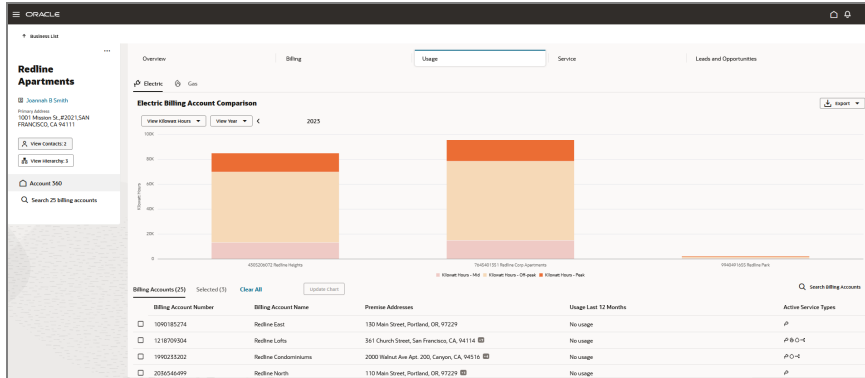 ORACLE
Business List
Redline
Apartments
Joannah B Smith
Primary Address
1001 Mission St.,#2021,SAN
FRANCISCO, CA 94111
View Contacts: 2
View Hierarchy: 3
Account 360
Search 25 billing accounts
Overview
Billing
Usage
Service
Leads and Opportunities
Electric
Gas
Electric Billing Account Comparison
Export
View Kilowatt Hours
View Year
2023
Kilowatt Hours
100K
80K
60K
40K
20K
4305206072 Redline Heights
7640491551 Redline Corp Apartments
9940491652 Redline Park
Kilowatt Hours - Mid
Kilowatt Hours - Off-peak
Kilowatt Hours - Peak
Billing Accounts (25)
Selected (3)
Clear All
Update Chart
Search Billing Accounts
Billing Account Number
Billing Account Name
Premise Addresses
Usage Last 12 Months
Active Service Types
1090185274
Redline East
130 Main Street, Portland, OR, 97229
No usage
1218709304
Redline Lofts
361 Church Street, San Francisco, CA, 94114
No usage
1990233202
Redline Condominiums
2000 Walnut Ave Apt. 200, Canyon, CA, 94516
No usage
2036546499
Redline North
110 Main Street, Portland, OR, 97229
No usage